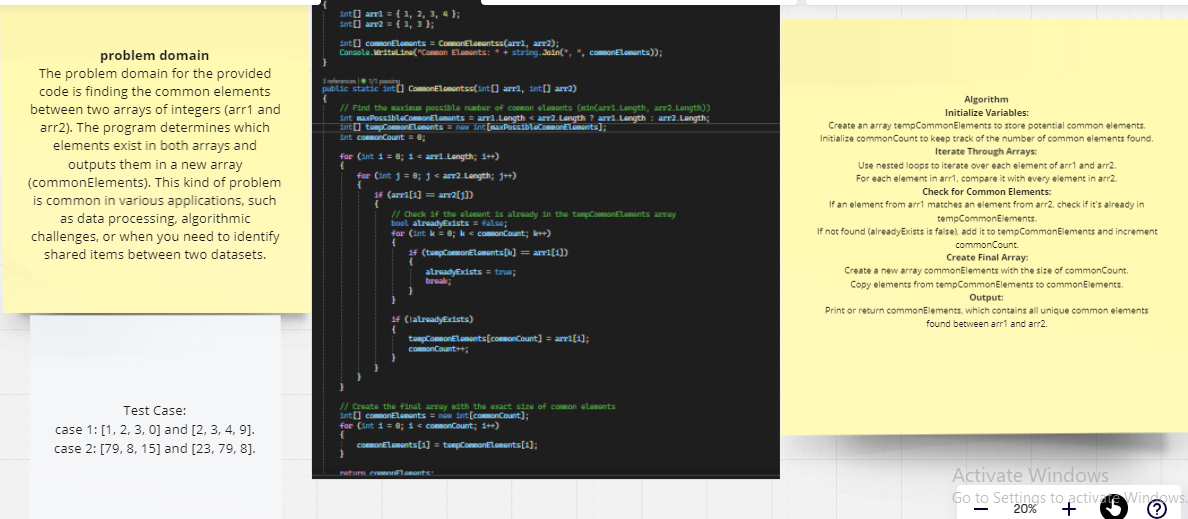 problem domain
The problem domain for the provided
code is finding the common elements
between two arrays of integers (arr1 and
arr2). The program determines which
elements exist in both arrays and
outputs them in a new array
(commonElements). This kind of problem
is common in various applications, such
as data processing, algorithmic
challenges, or when you need to identify
shared items between two datasets.
Test Case:
case 1: [1, 2, 3, 0] and [2, 3, 4, 9].
case 2: [79, 8, 15] and [23, 79, 8].
{
int[] arr1 = { 1, 2, 3, 4 };
int[] arr2 = { 1, 3 };
int[] commonElements = CommonElementss(arr1, arr2);
Console.WriteLine("Common Elements: " + string.Join(", ", commonElements));
}
3 references | 1/1 passing
public static int[] CommonElementss(int[] arr1, int[] arr2)
{
// Find the maximum possible number of common elements (min(arr1.Length, arr2.Length))
int maxPossibleCommonElements = arr1.Length < arr2.Length ? arr1.Length : arr2.Length;
int[] tempCommonElements = new int[maxPossibleCommonElements];
int commonCount = 0;
for (int i = 0; i < arr1.Length; i++)
{
for (int j = 0; j < arr2.Length; j++)
{
if (arr1[i] == arr2[j])
{
// Check if the element is already in the tempCommonElements array
bool alreadyExists = false;
for (int k = 0; k < commonCount; k++)
{
if (tempCommonElements[k] == arr1[i])
{
alreadyExists = true;
break;
}
}
if (!alreadyExists)
{
tempCommonElements[commonCount] = arr1[i];
commonCount++;
}
}
}
}
// Create the final array with the exact size of common elements
int[] commonElements = new int[commonCount];
for (int i = 0; i < commonCount; i++)
{
commonElements[i] = tempCommonElements[i];
}
return commonElements;
Algorithm
Initialize Variables:
Create an array tempCommonElements to store potential common elements.
Initialize commonCount to keep track of the number of common elements found.
Iterate Through Arrays:
Use nested loops to iterate over each element of arr1 and arr2.
For each element in arr1, compare it with every element in arr2.
Check for Common Elements:
If an element from arr1 matches an element from arr2, check if it's already in
tempCommonElements.
If not found (alreadyExists is false), add it to tempCommonElements and increment
commonCount.
Create Final Array:
Create a new array commonElements with the size of commonCount.
Copy elements from tempCommonElements to commonElements.
Output:
Print or return commonElements, which contains all unique common elements
found between arr1 and arr2.
Activate Windows
Go to Settings to activate Windows.
20%